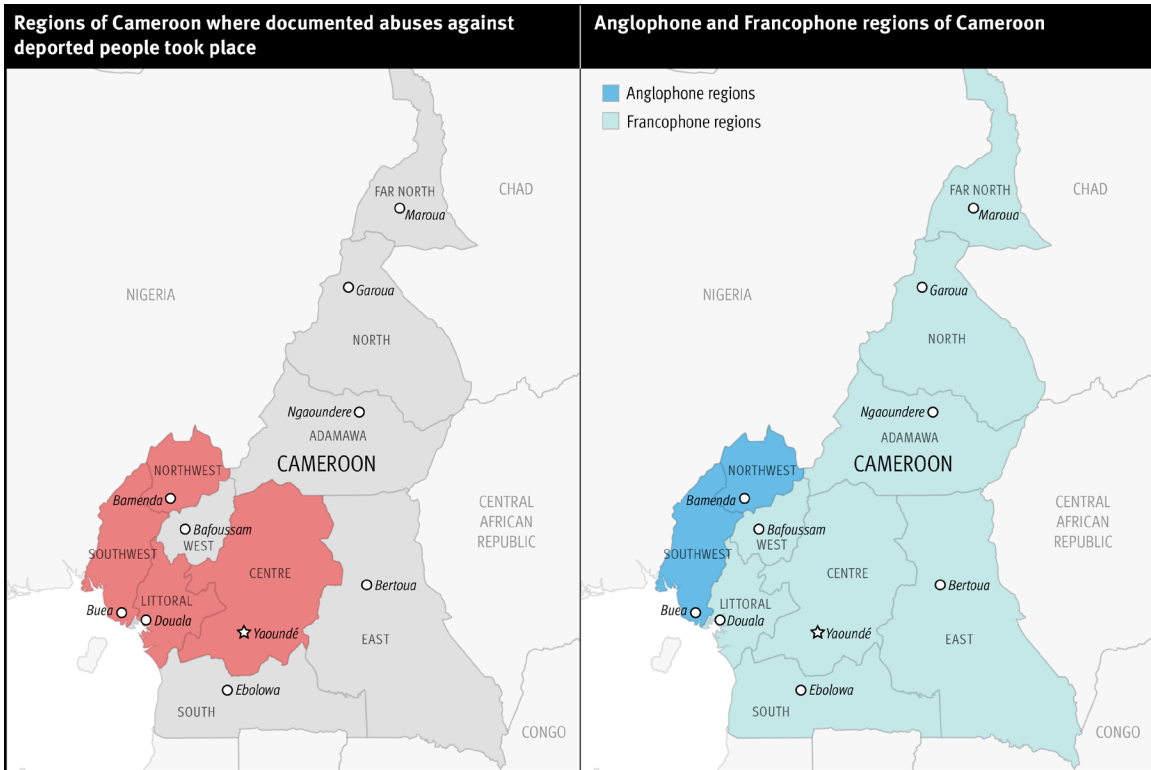 Regions of Cameroon where documented abuses against
deported people took place
FAR NORTH
CHAD
Maroua
NIGERIA
Garoua
NORTH
Ngaoundere
ADAMAWA
CAMEROON
NORTHWEST
Bamenda
CENTRAL
AFRICAN
REPUBLIC
Bafoussam
WEST
SOUTHWEST
CENTRE
Bertoua
LITTORAL
Buea
Douala
Yaoundé
EAST
Ebolowa
SOUTH
CONGO
Anglophone and Francophone regions of Cameroon
Anglophone regions
Francophone regions
FAR NORTH
CHAD
Maroua
NIGERIA
Garoua
NORTH
Ngaoundere
ADAMAWA
CAMEROON
NORTHWEST
Bamenda
CENTRAL
AFRICAN
REPUBLIC
Bafoussam
WEST
SOUTHWEST
CENTRE
Bertoua
LITTORAL
Buea
Douala
Yaoundé
EAST
Ebolowa
SOUTH
CONGO